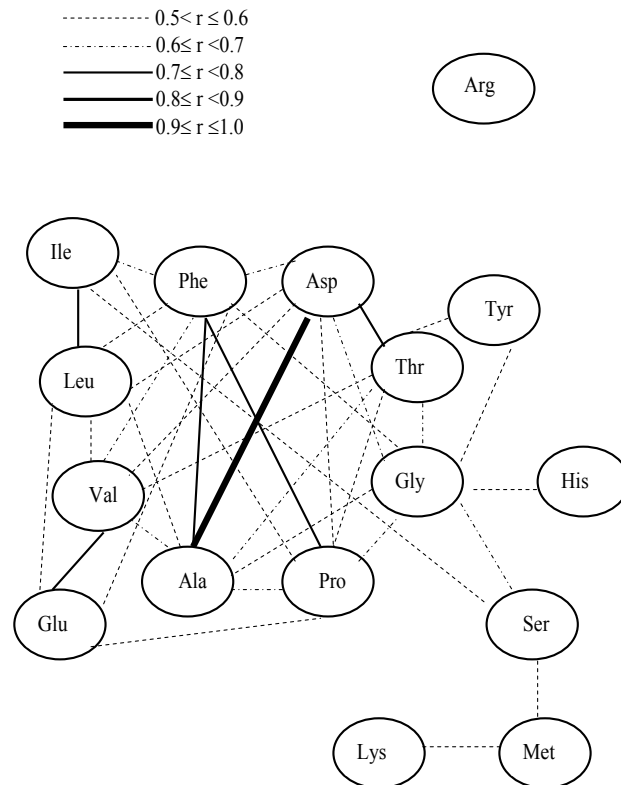 0.5< r ≤ 0.6
0.6≤ r <0.7
0.7≤ r <0.8
0.8≤ r <0.9
0.9≤ r ≤1.0
Arg
Ile
Phe
Asp
Tyr
Leu
Thr
Val
Gly
His
Ala
Pro
Glu
Ser
Lys
Met